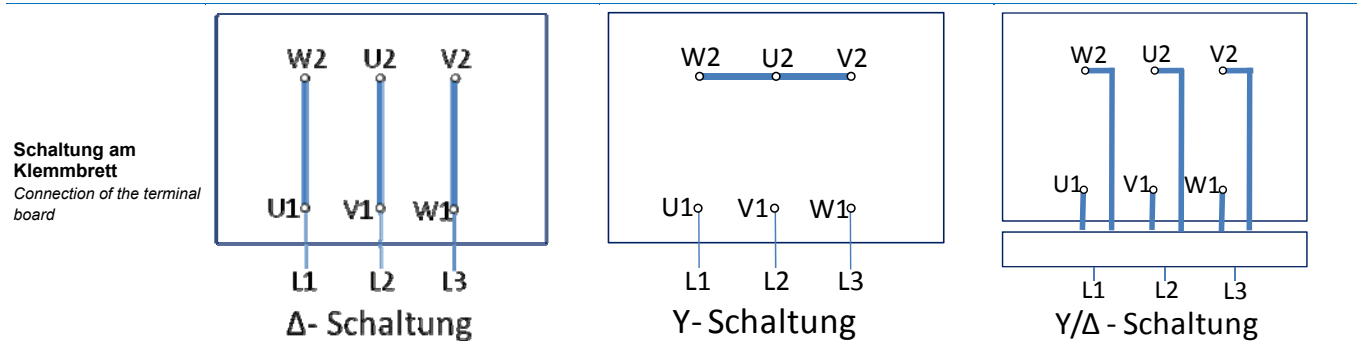 Schaltung am
Klemmbrett
Connection of the terminal
board
W2 U2 V2
U1 V1 W1
L1 L2 L3
Δ- Schaltung
W2 U2 V2
U1 V1 W1
L1 L2 L3
Y- Schaltung
W2 U2 V2
U1 V1 W1
L1 L2 L3
Y/Δ - Schaltung